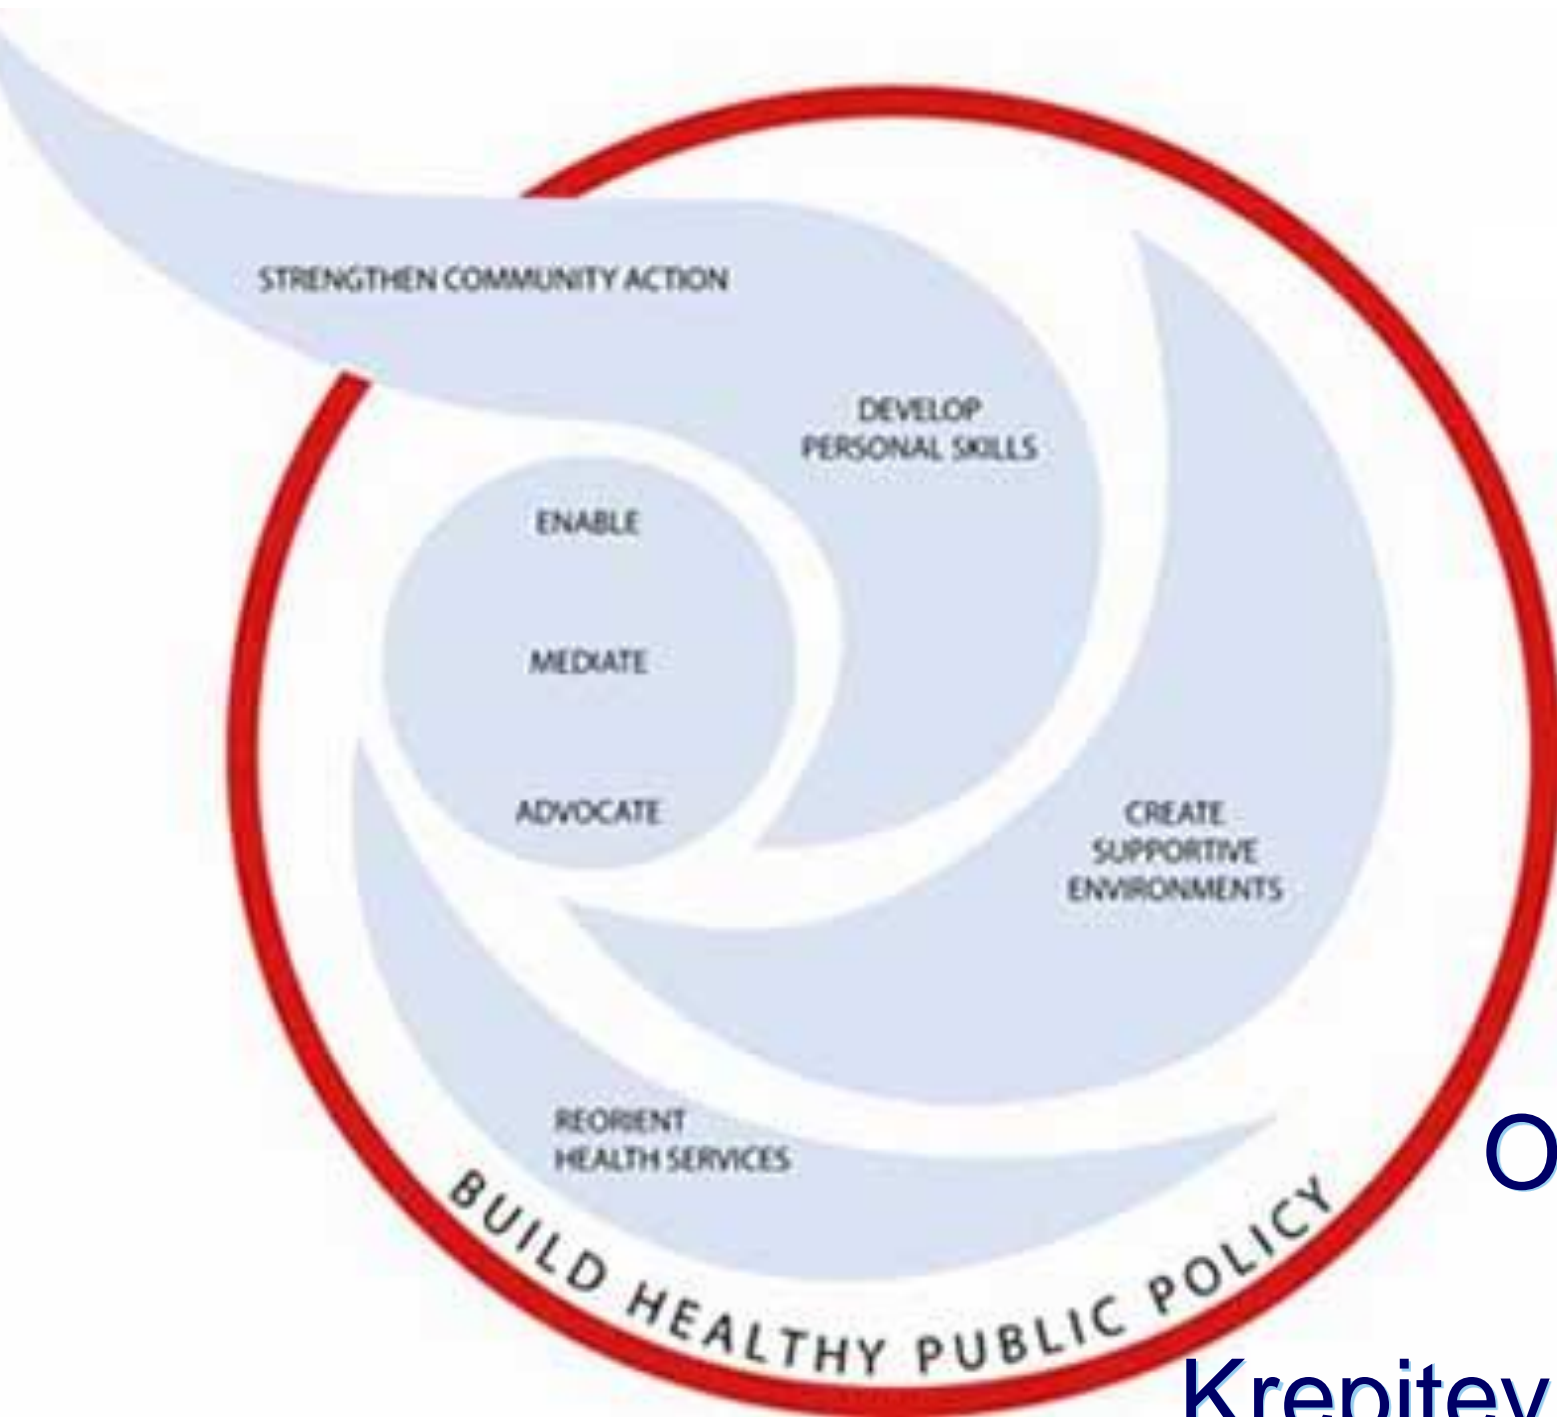 STRENGTHEN COMMUNITY ACTION
DEVELOP
PERSONAL SKILLS
ENABLE
MEDIATE
ADVOCATE
CREATE
SUPPORTIVE
ENVIRONMENTS
REORIENT
HEALTH SERVICES
BUILD HEALTHY PUBLIC POLICY
O
Krepitev